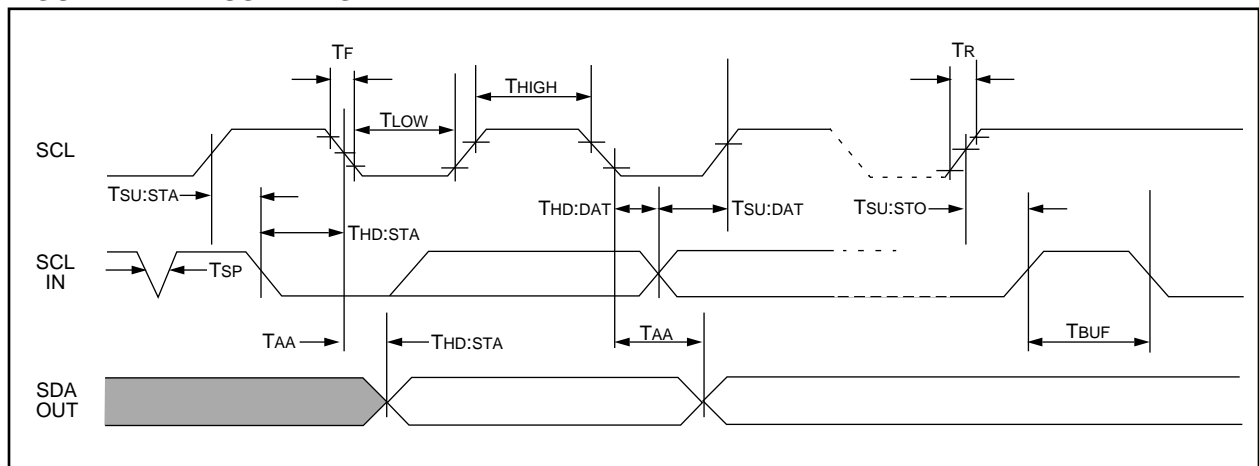 TF
TR
THIGH
TLOW
SCL
TSU:STA
THD:DAT
TSU:DAT
TSU:STO
THD:STA
SCL
IN
TSP
TAA
THD:STA
TAA
TBUF
SDA
OUT